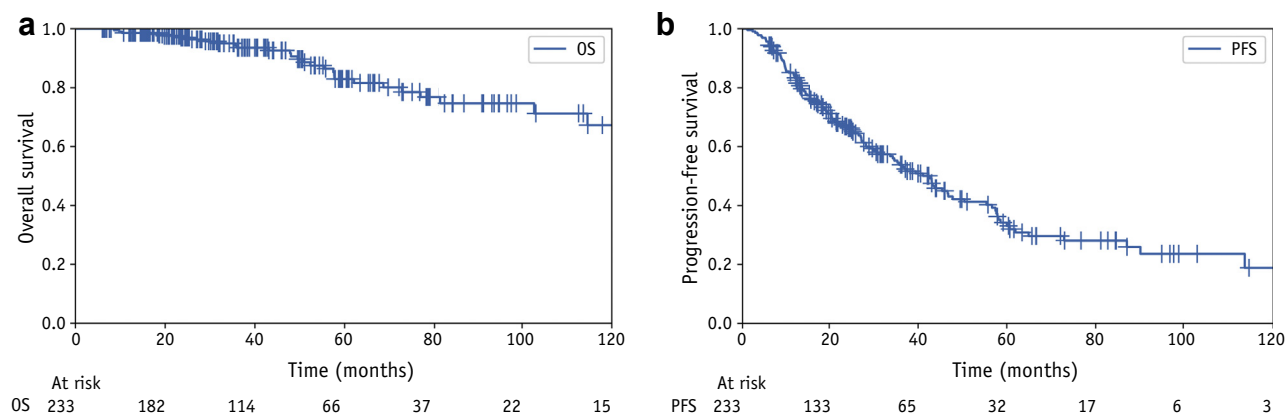 a
1.0
0.8
0.6
0.4
0.2
0.0
Overall survival
OS
0 20 40 60 80 100 120
Time (months)
At risk
OS 233 182 114 66 37 22 15
b
1.0
0.8
0.6
0.4
0.2
0.0
Progression-free survival
PFS
0 20 40 60 80 100 120
Time (months)
At risk
PFS 233 133 65 32 17 6 3